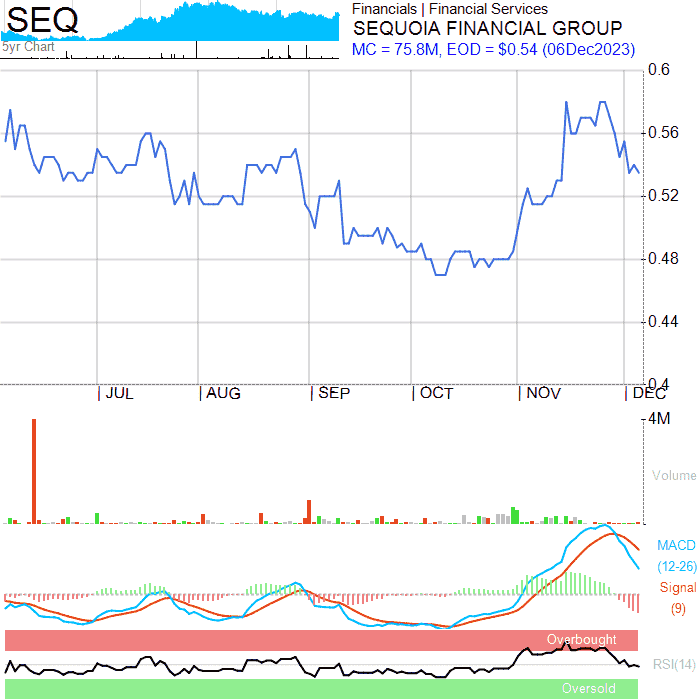 SEQ
5yr Chart
Financials | Financial Services
SEQUOIA FINANCIAL GROUP
MC = 75.8M, EOD = $0.54 (06Dec2023)
0.6
0.56
0.52
0.48
0.44
0.4
JUL AUG SEP OCT NOV DEC
4M
Volume
MACD
(12-26)
Signal
(9)
Overbought
RSI(14)
Oversold